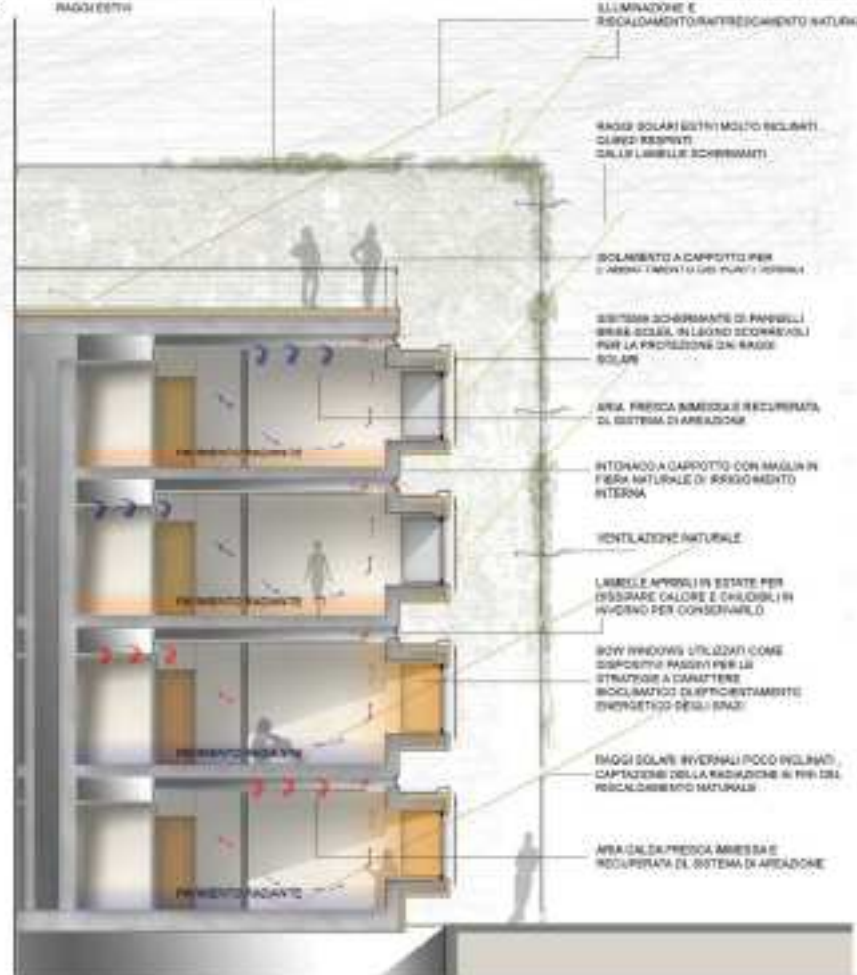 RAGGI ESTIVI
ILLUMINAZIONE E
RISCALDAMENTO/RAFFRESCAMENTO NATURA
RAGGI SOLARI ESTIVI MOLTO INCLINATI
QUINDI RESPINTI
DALLE LAMELLE SCHERMANTI
ISOLAMENTO A CAPPOTTO PER
L'ABBATTIMENTO DEI PONTI TERMICI
SISTEMA SCHERMANTE DI PANNELLI
BRISE-SOLEIL IN LEGNO SCORREVOLI
PER LA PROTEZIONE DAI RAGGI
SOLARI
ARIA FRESCA IMMESSA E RECUPERATA
DL SISTEMA DI AREAZIONE
PAVIMENTO RADIANTE
INTONACO A CAPPOTTO CON MAGLIA IN
FIBRA NATURALE DI IRRIGIDIMENTO
INTERNA
VENTILAZIONE NATURALE
LAMELLE APRIBILI IN ESTATE PER
DISSIPARE CALORE E CHIUDIBILI IN
INVERNO PER CONSERVARLO
PAVIMENTO RADIANTE
BOW WINDOWS UTILIZZATI COME
DISPOSITIVI PASSIVI PER LE
STRATEGIE A CARATTERE
BIOCLIMATICO DI EFFICIENTAMENTO
ENERGETICO DEGLI SPAZI
PAVIMENTO RADIANTE
RAGGI SOLARI INVERNALI POCO INCLINATI,
CAPTAZIONE DELLA RADIAZIONE AI FINI DEL
RISCALDAMENTO NATURALE
ARIA CALDA FRESCA IMMESSA E
RECUPERATA DL SISTEMA DI AREAZIONE
PAVIMENTO RADIANTE